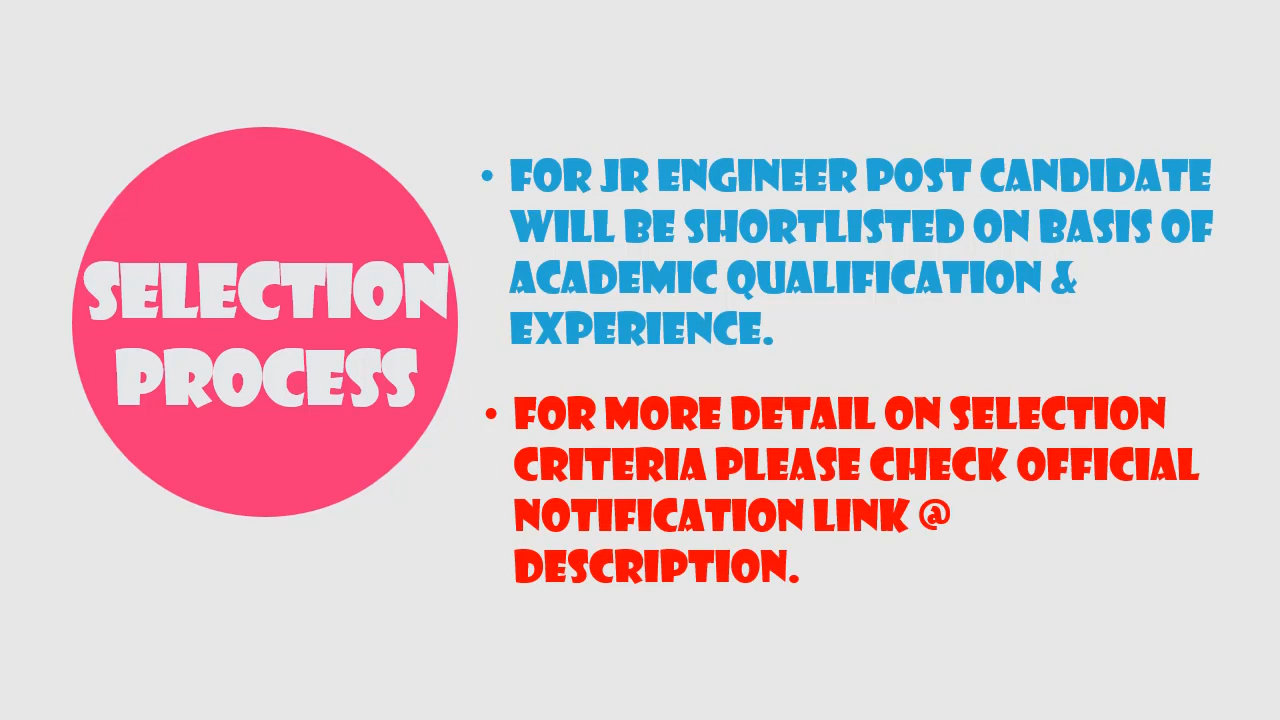 SELECTION
PROCESS
• FOR JR ENGINEER POST CANDIDATE
WILL BE SHORTLISTED ON BASIS OF
ACADEMIC QUALIFICATION &
EXPERIENCE.
• FOR MORE DETAIL ON SELECTION
CRITERIA PLEASE CHECK OFFICIAL
NOTIFICATION LINK @
DESCRIPTION.